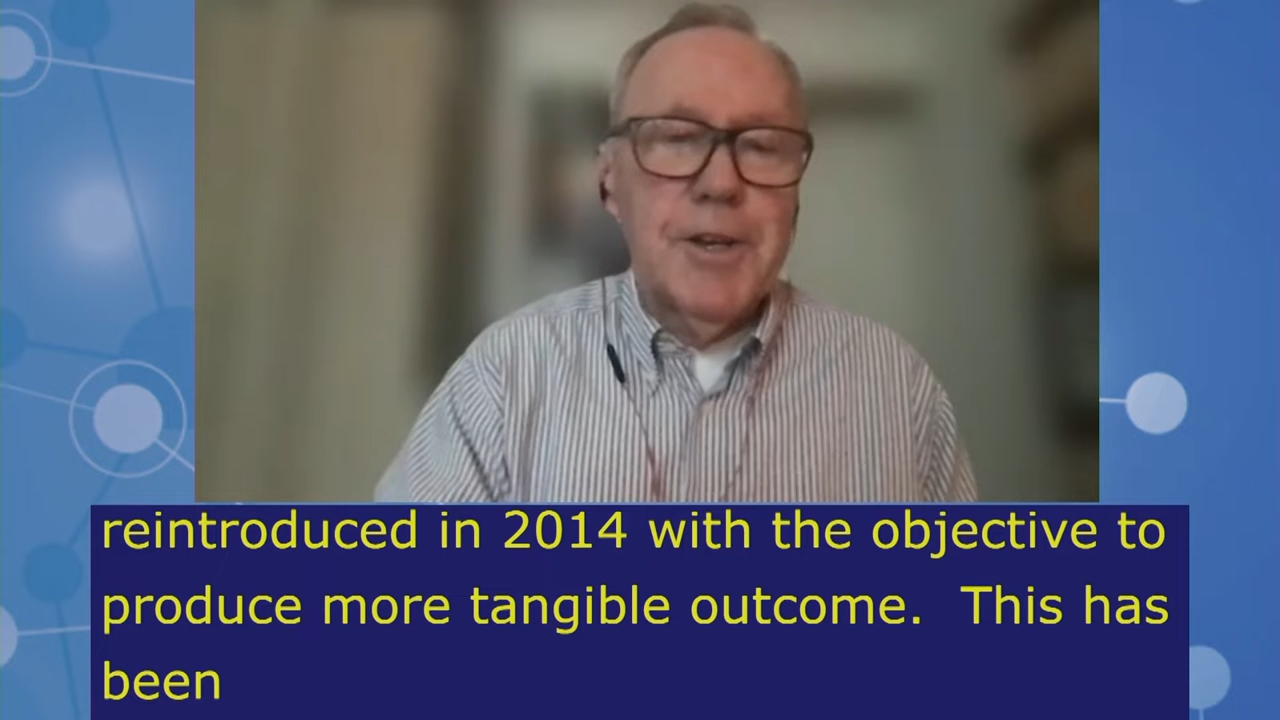 reintroduced in 2014 with the objective to
produce more tangible outcome.  This has
been